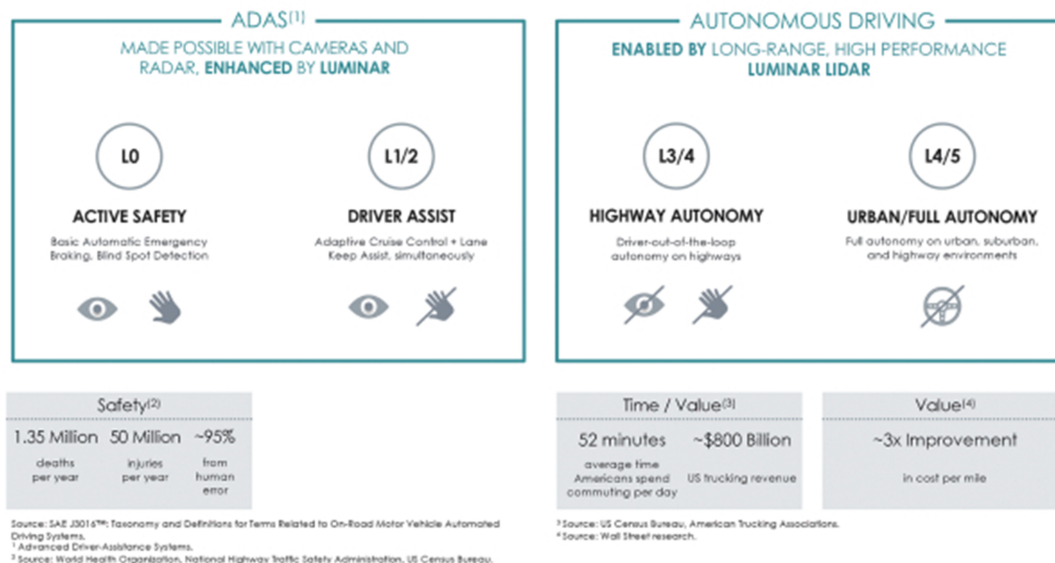 ADAS(1)
MADE POSSIBLE WITH CAMERAS AND
RADAR, ENHANCED BY LUMINAR
L0
ACTIVE SAFETY
Basic Automatic Emergency
Braking, Blind Spot Detection
L1/2
DRIVER ASSIST
Adaptive Cruise Control + Lane
Keep Assist, simultaneously
AUTONOMOUS DRIVING
ENABLED BY LONG-RANGE, HIGH PERFORMANCE
LUMINAR LIDAR
L3/4
HIGHWAY AUTONOMY
Driver-out-of-the-loop
autonomy on highways
L4/5
URBAN/FULL AUTONOMY
Full autonomy on urban, suburban,
and highway environments
Safety(2)
1.35 Million
deaths
per year
50 Million
injuries
per year
~95%
from
human
error
Time / Value(3)
52 minutes
average time
Americans spend
commuting per day
~$800 Billion
US trucking revenue
Value(4)
~3x Improvement
in cost per mile
Source: SAE J3016™: Taxonomy and Definitions for Terms Related to On-Road Motor Vehicle Automated
Driving Systems.
1 Advanced Driver-Assistance Systems.
2 Source: World Health Organization, National Highway Traffic Safety Administration, US Census Bureau.
3 Source: US Census Bureau, American Trucking Associations.
4 Source: Wall Street research.